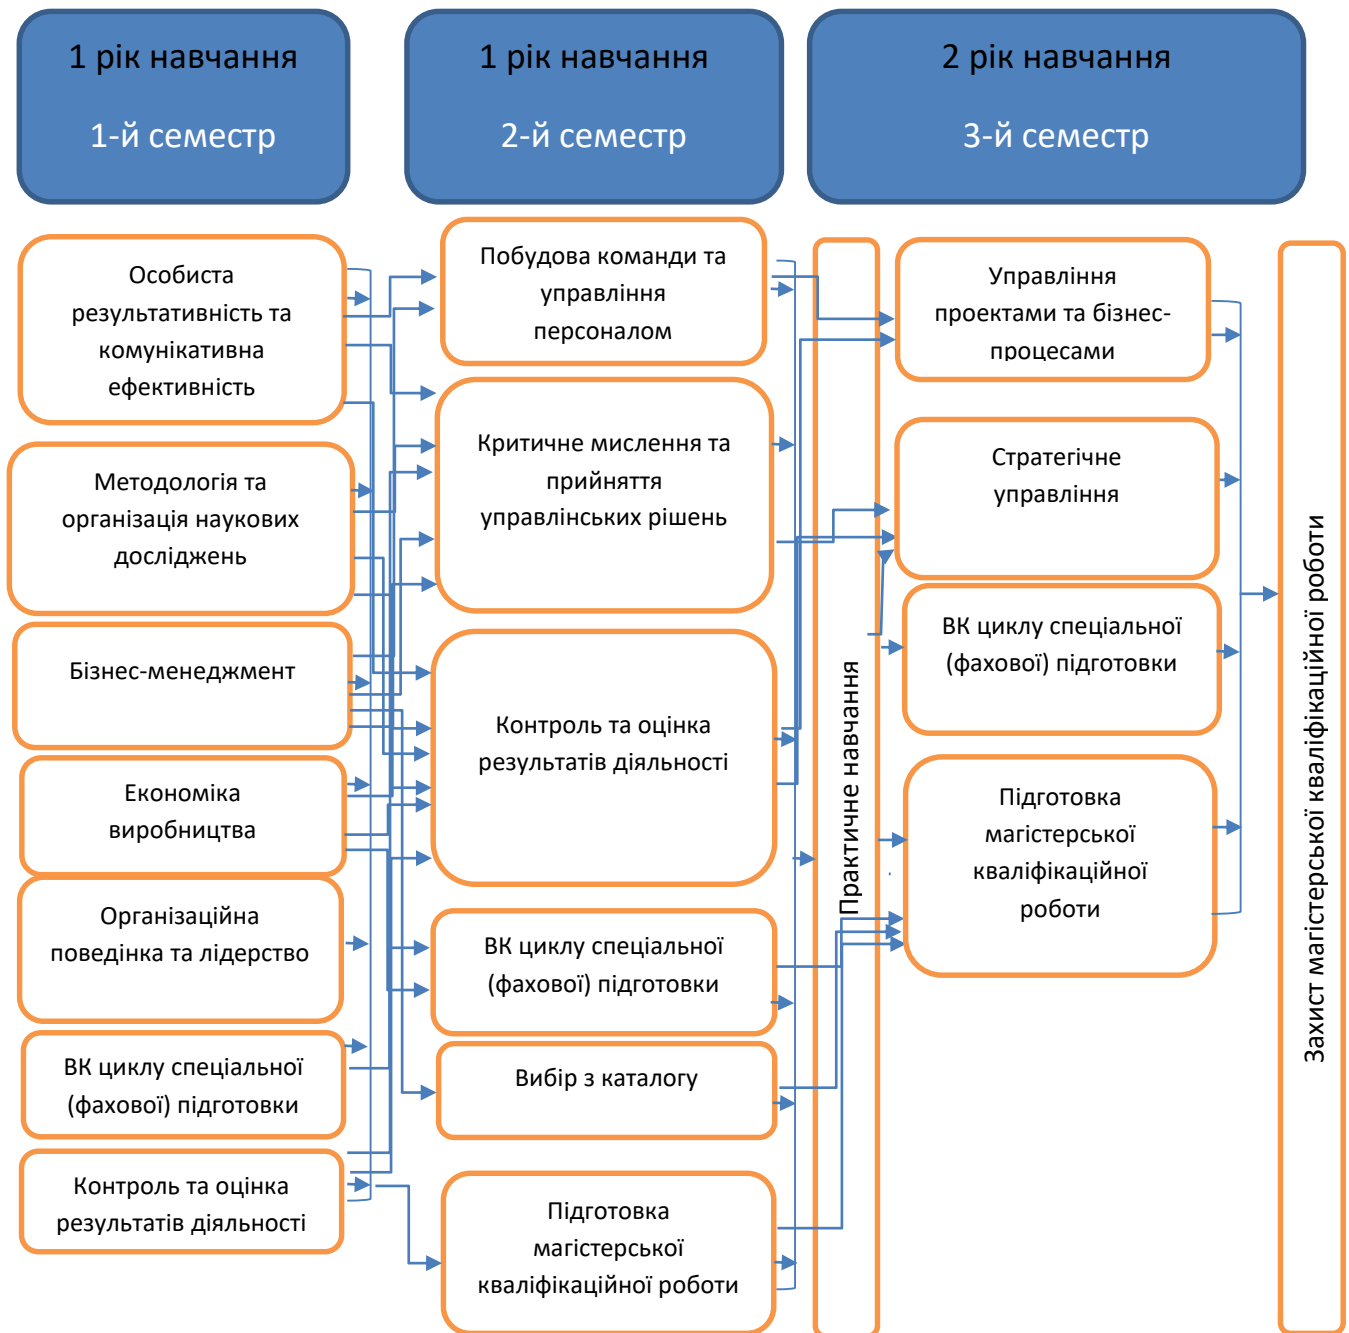 1 рік навчання
1-й семестр
1 рік навчання
2-й семестр
2 рік навчання
3-й семестр
Особиста
результативність та
комунікативна
ефективність
Методологія та
організація наукових
досліджень
Бізнес-менеджмент
Економіка
виробництва
Організаційна
поведінка та лідерство
ВК циклу спеціальної
(фахової) підготовки
Контроль та оцінка
результатів діяльності
Побудова команди та
управління
персоналом
Критичне мислення та
прийняття
управлінських рішень
Контроль та оцінка
результатів діяльності
ВК циклу спеціальної
(фахової) підготовки
Вибір з каталогу
Підготовка
магістерської
кваліфікаційної роботи
Практичне навчання
Управління
проектами та бізнес-
процесами
Стратегічне
управління
ВК циклу спеціальної
(фахової) підготовки
Підготовка
магістерської
кваліфікаційної
роботи
Захист магістерської кваліфікаційної роботи